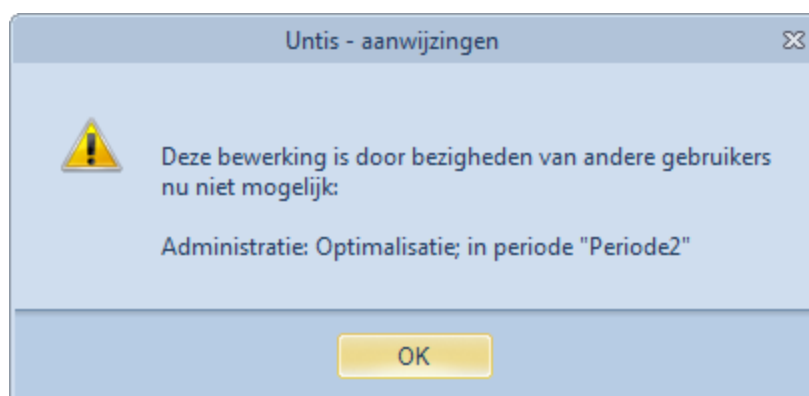 Untis - aanwijzingen
Deze bewerking is door bezigheden van andere gebruikers
nu niet mogelijk:
Administratie: Optimalisatie; in periode "Periode2"
OK